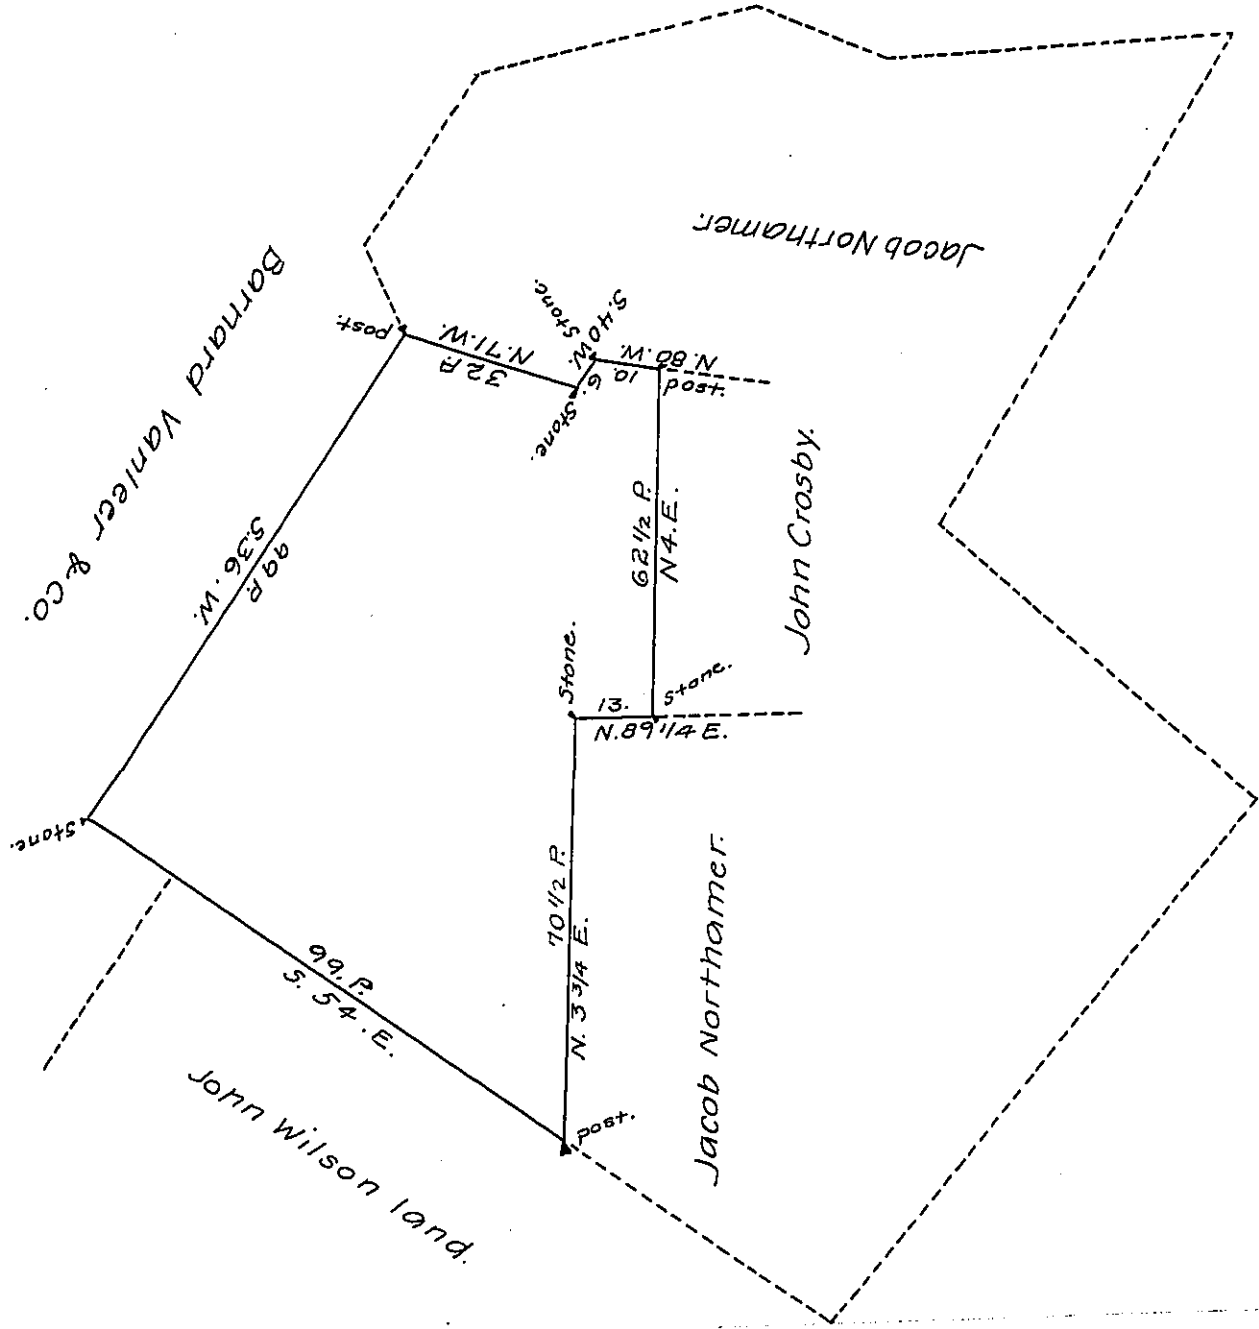 Jacob Northamer.
Barnard Vanleer & Co.
post.
N.71.W.
32 P.
Stone.
S.40 W.
6.
Stone.
N.80.W.
10.
post.
62 1/2 P.
N4.E.
John Crosby.
99 P.
S.36.W.
Stone.
13.
N.89 1/4 E.
Stone.
Stone.
70 1/2 P.
N. 3 3/4 E.
Jacob Northamer.
99. P.
S. 54. E.
John Wilson land.
post.